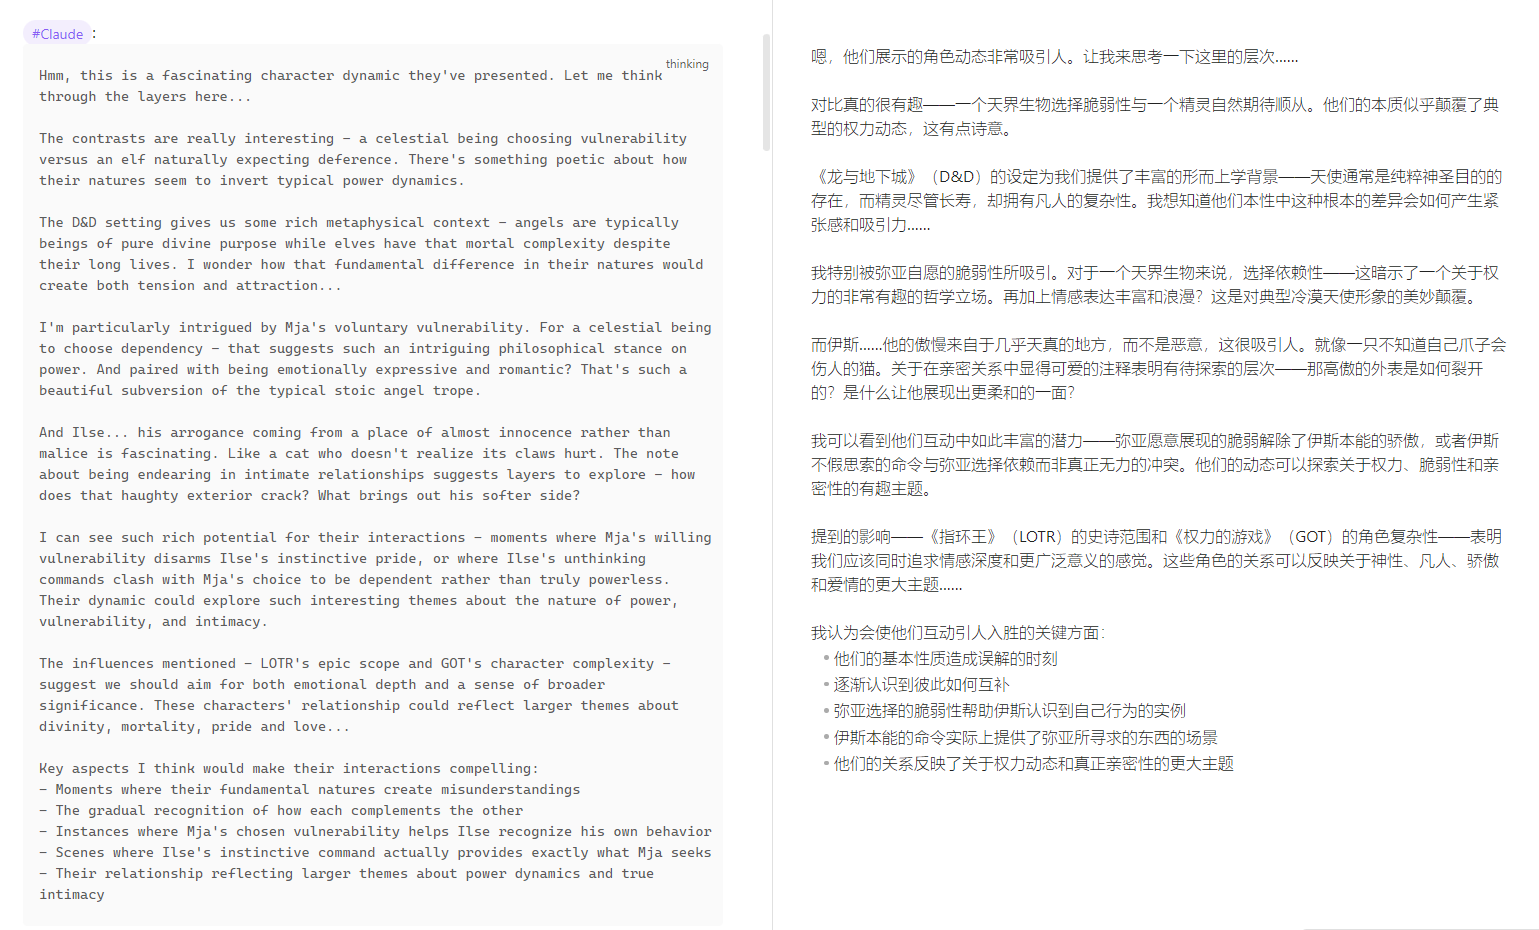 #Claude :
thinking
Hmm, this is a fascinating character dynamic they've presented. Let me think
through the layers here...
The contrasts are really interesting – a celestial being choosing vulnerability
versus an elf naturally expecting deference. There's something poetic about how
their natures seem to invert typical power dynamics.
The D&D setting gives us some rich metaphysical context – angels are typically
beings of pure divine purpose while elves have that mortal complexity despite
their long lives. I wonder how that fundamental difference in their natures would
create both tension and attraction...
I'm particularly intrigued by Mja's voluntary vulnerability. For a celestial being
to choose dependency – that suggests such an intriguing philosophical stance on
power. And paired with being emotionally expressive and romantic? That's such a
beautiful subversion of the typical stoic angel trope.
And Ilse... his arrogance coming from a place of almost innocence rather than
malice is fascinating. Like a cat who doesn't realize its claws hurt. The note
about being endearing in intimate relationships suggests layers to explore – how
does that haughty exterior crack? What brings out his softer side?
I can see such rich potential for their interactions – moments where Mja's willing
vulnerability disarms Ilse's instinctive pride, or where Ilse's unthinking
commands clash with Mja's choice to be dependent rather than truly powerless.
Their dynamic could explore such interesting themes about the nature of power,
vulnerability, and intimacy.
The influences mentioned – LOTR's epic scope and GOT's character complexity –
suggest we should aim for both emotional depth and a sense of broader
significance. These characters' relationship could reflect larger themes about
divinity, mortality, pride and love...
Key aspects I think would make their interactions compelling:
– Moments where their fundamental natures create misunderstandings
– The gradual recognition of how each complements the other
– Instances where Mja's chosen vulnerability helps Ilse recognize his own behavior
– Scenes where Ilse's instinctive command actually provides exactly what Mja seeks
– Their relationship reflecting larger themes about power dynamics and true
intimacy
嗯，他们展示的角色动态非常吸引人。让我来思考一下这里的层次......
对比真的很有趣——一个天界生物选择脆弱性与一个精灵自然期待顺从。他们的本质似乎颠覆了典
型的权力动态，这有点诗意。
《龙与地下城》（D&D）的设定为我们提供了丰富的形而上学背景——天使通常是纯粹神圣目的的
存在，而精灵尽管长寿，却拥有凡人的复杂性。我想知道他们本性中这种根本的差异会如何产生紧
张感和吸引力......
我特别被弥亚自愿的脆弱性所吸引。对于一个天界生物来说，选择依赖性——这暗示了一个关于权
力的非常有趣的哲学立场。再加上情感表达丰富和浪漫？这是对典型冷漠天使形象的美妙颠覆。
而伊斯......他的傲慢来自于几乎天真的地方，而不是恶意，这很吸引人。就像一只不知道自己爪子会
伤人的猫。关于在亲密关系中显得可爱的注释表明有待探索的层次——那高傲的外表是如何裂开
的？是什么让他展现出更柔和的一面？
我可以看到他们互动中如此丰富的潜力——弥亚愿意展现的脆弱解除了伊斯本能的骄傲，或者伊斯
不假思索的命令与弥亚选择依赖而非真正无力的冲突。他们的动态可以探索关于权力、脆弱性和亲
密性的有趣主题。
提到的影响——《指环王》（LOTR）的史诗范围和《权力的游戏》（GOT）的角色复杂性——表明
我们应该同时追求情感深度和更广泛意义的感觉。这些角色的关系可以反映关于神性、凡人、骄傲
和爱情的更大主题......
我认为会使他们互动引人入胜的关键方面：
• 他们的基本性质造成误解的时刻
• 逐渐认识到彼此如何互补
• 弥亚选择的脆弱性帮助伊斯认识到自己行为的实例
• 伊斯本能的命令实际上提供了弥亚所寻求的东西的场景
• 他们的关系反映了关于权力动态和真正亲密性的更大主题